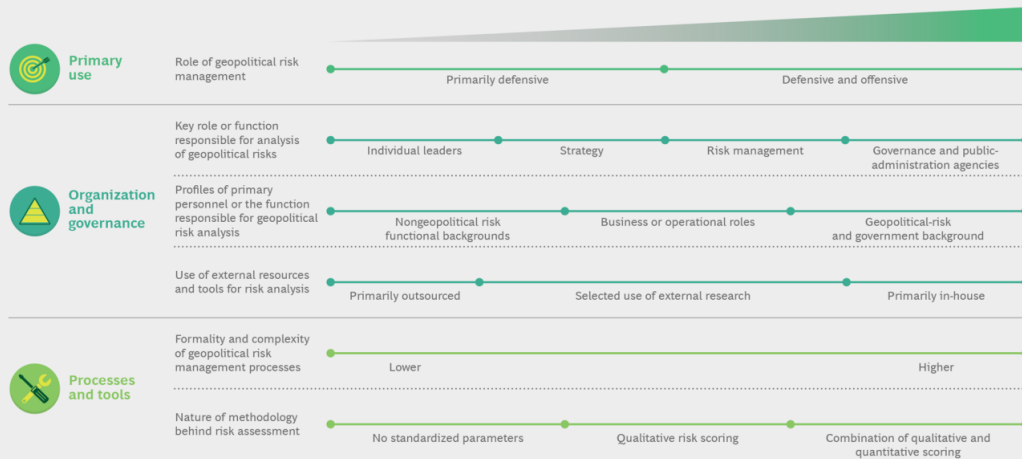 Primary
use
Role of geopolitical risk
management
Primarily defensive
Defensive and offensive
Organization
and
governance
Key role or function
responsible for analysis
of geopolitical risks
Individual leaders
Strategy
Risk management
Governance and public-
administration agencies
Profiles of primary
personnel or the function
responsible for geopolitical
risk analysis
Nongeopolitical risk
functional backgrounds
Business or operational roles
Geopolitical-risk
and government background
Use of external resources
and tools for risk analysis
Primarily outsourced
Selected use of external research
Primarily in-house
Processes
and tools
Formality and complexity
of geopolitical risk
management processes
Lower
Higher
Nature of methodology
behind risk assessment
No standardized parameters
Qualitative risk scoring
Combination of qualitative and
quantitative scoring